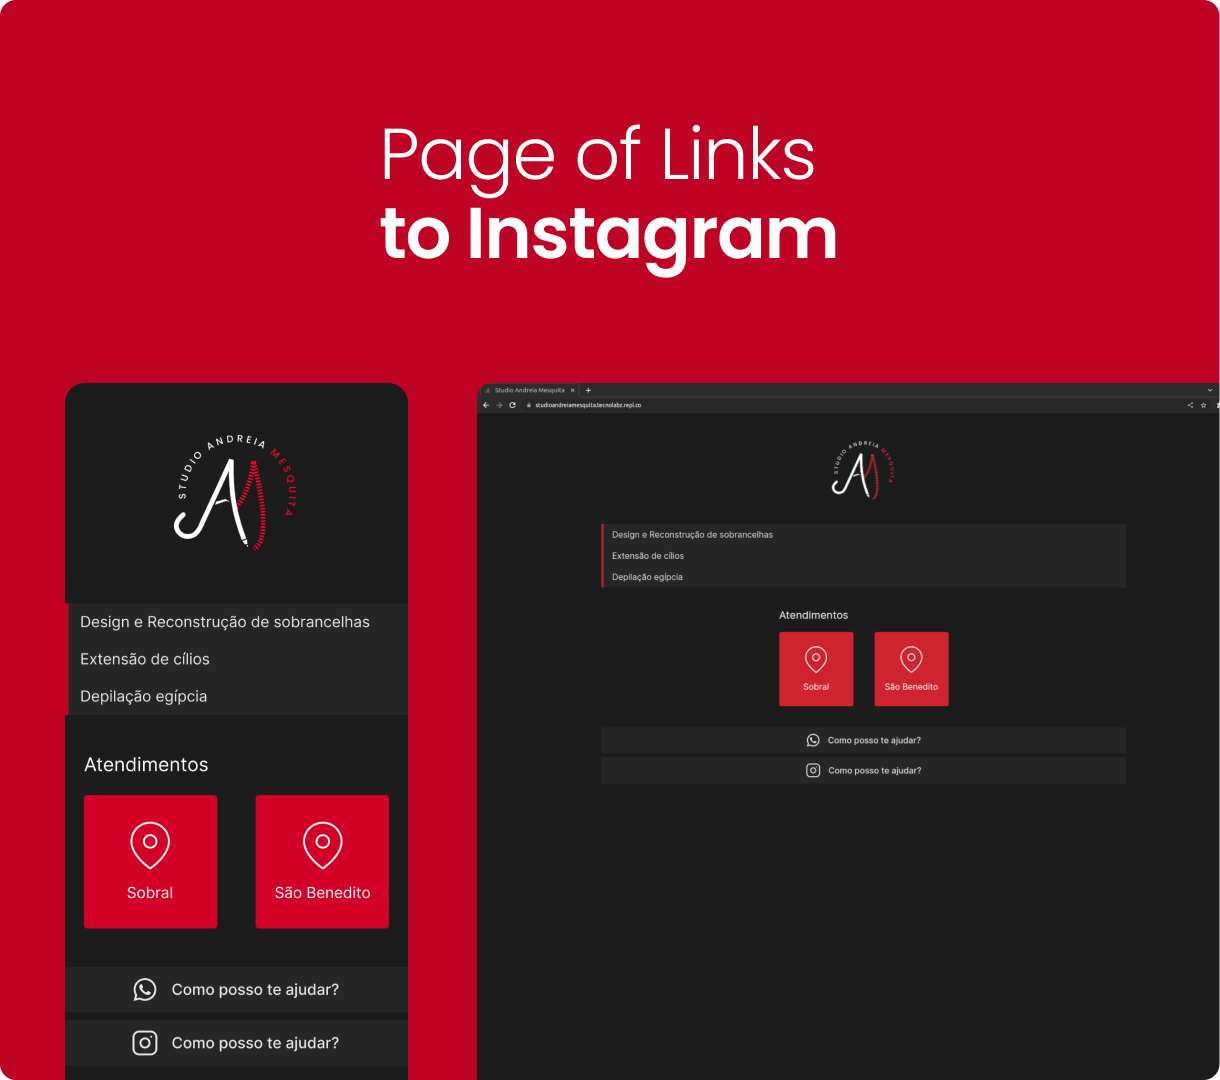 Page of Links
to Instagram
STUDIO ANDREIA MESQUITA
AM
Design e Reconstrução de sobrancelhas
Extensão de cílios
Depilação egípcia
Atendimentos
Sobral
São Benedito
Como posso te ajudar?
Como posso te ajudar?
Studio Andreia Mesquita
studioandreiamesquita.tecnolabz.repl.co
STUDIO ANDREIA MESQUITA
AM
Design e Reconstrução de sobrancelhas
Extensão de cílios
Depilação egípcia
Atendimentos
Sobral
São Benedito
Como posso te ajudar?
Como posso te ajudar?